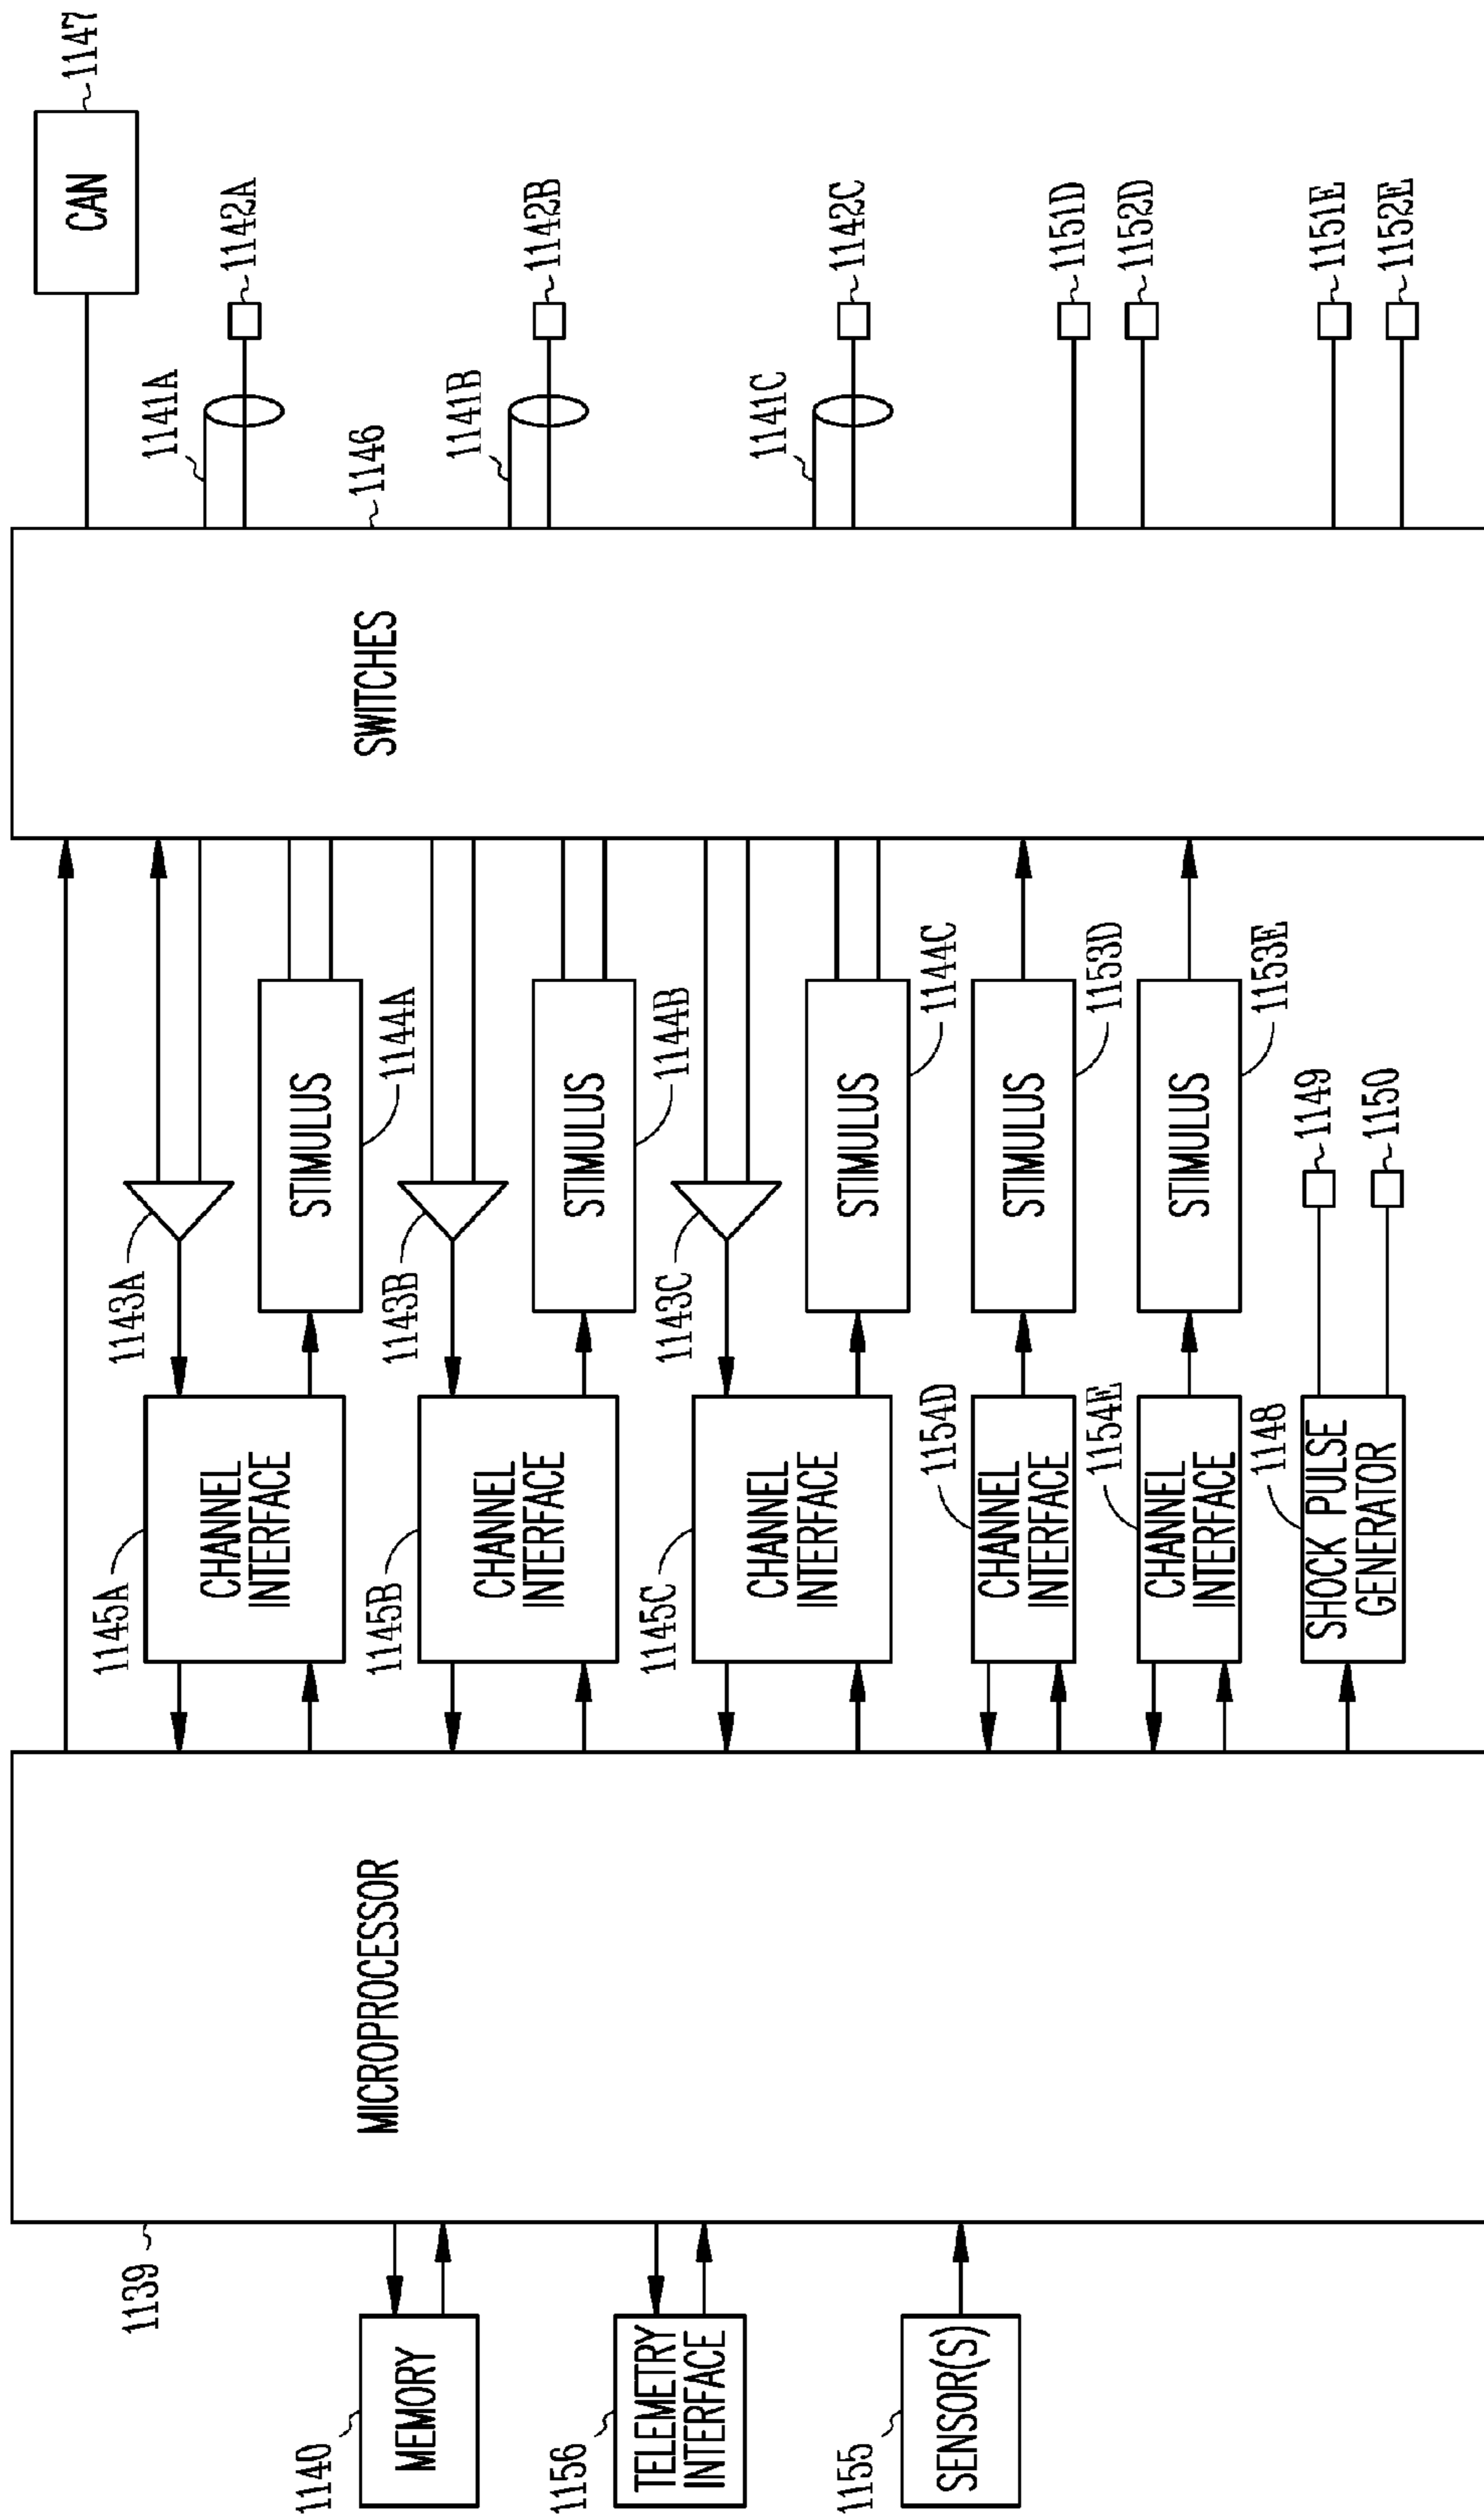 1140
MEMORY
1156
TELEMETRY
INTERFACE
1155
SENSOR(S)
1139
MICROPROCESSOR
1145A
CHANNEL
INTERFACE
1145B
CHANNEL
INTERFACE
1145C
CHANNEL
INTERFACE
1154D
CHANNEL
INTERFACE
1154E
CHANNEL
INTERFACE
1148
SHOCK PULSE
GENERATOR
1143A
STIMULUS
1144A
1143B
STIMULUS
1144B
1143C
STIMULUS
1144C
STIMULUS
1153D
STIMULUS
1153E
1149
1150
SWITCHES
1146
CAN
1147
1141A
1142A
1141B
1142B
1141C
1142C
1151D
1152D
1151E
1152E